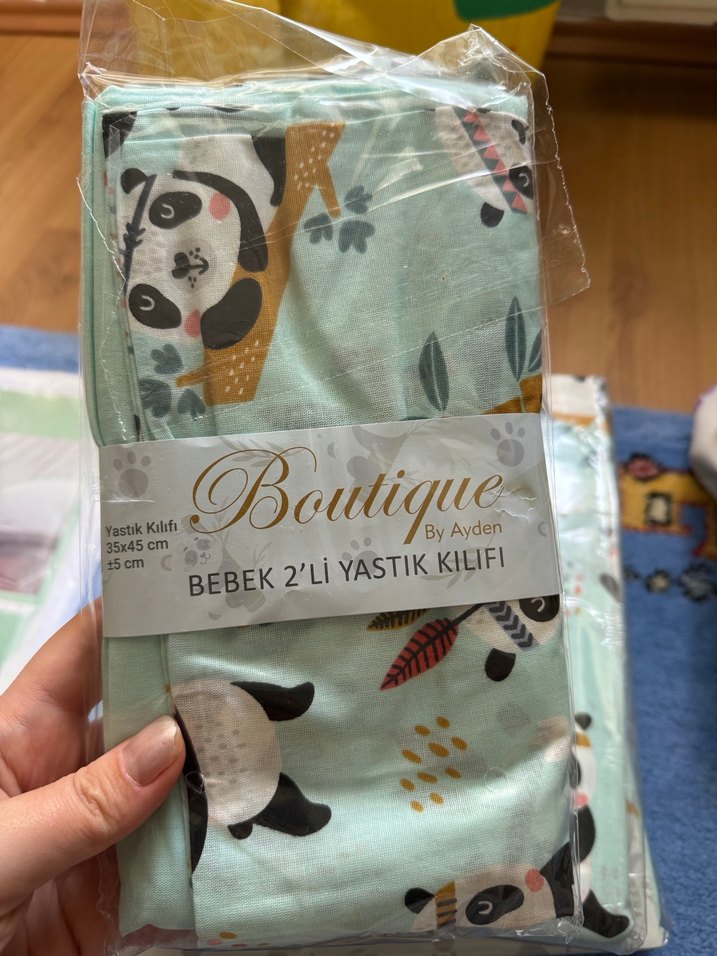 Boutique
By Ayden
Yastık Kılıfı
35x45 cm
±5 cm
BEBEK 2'Lİ YASTIK KILIFI